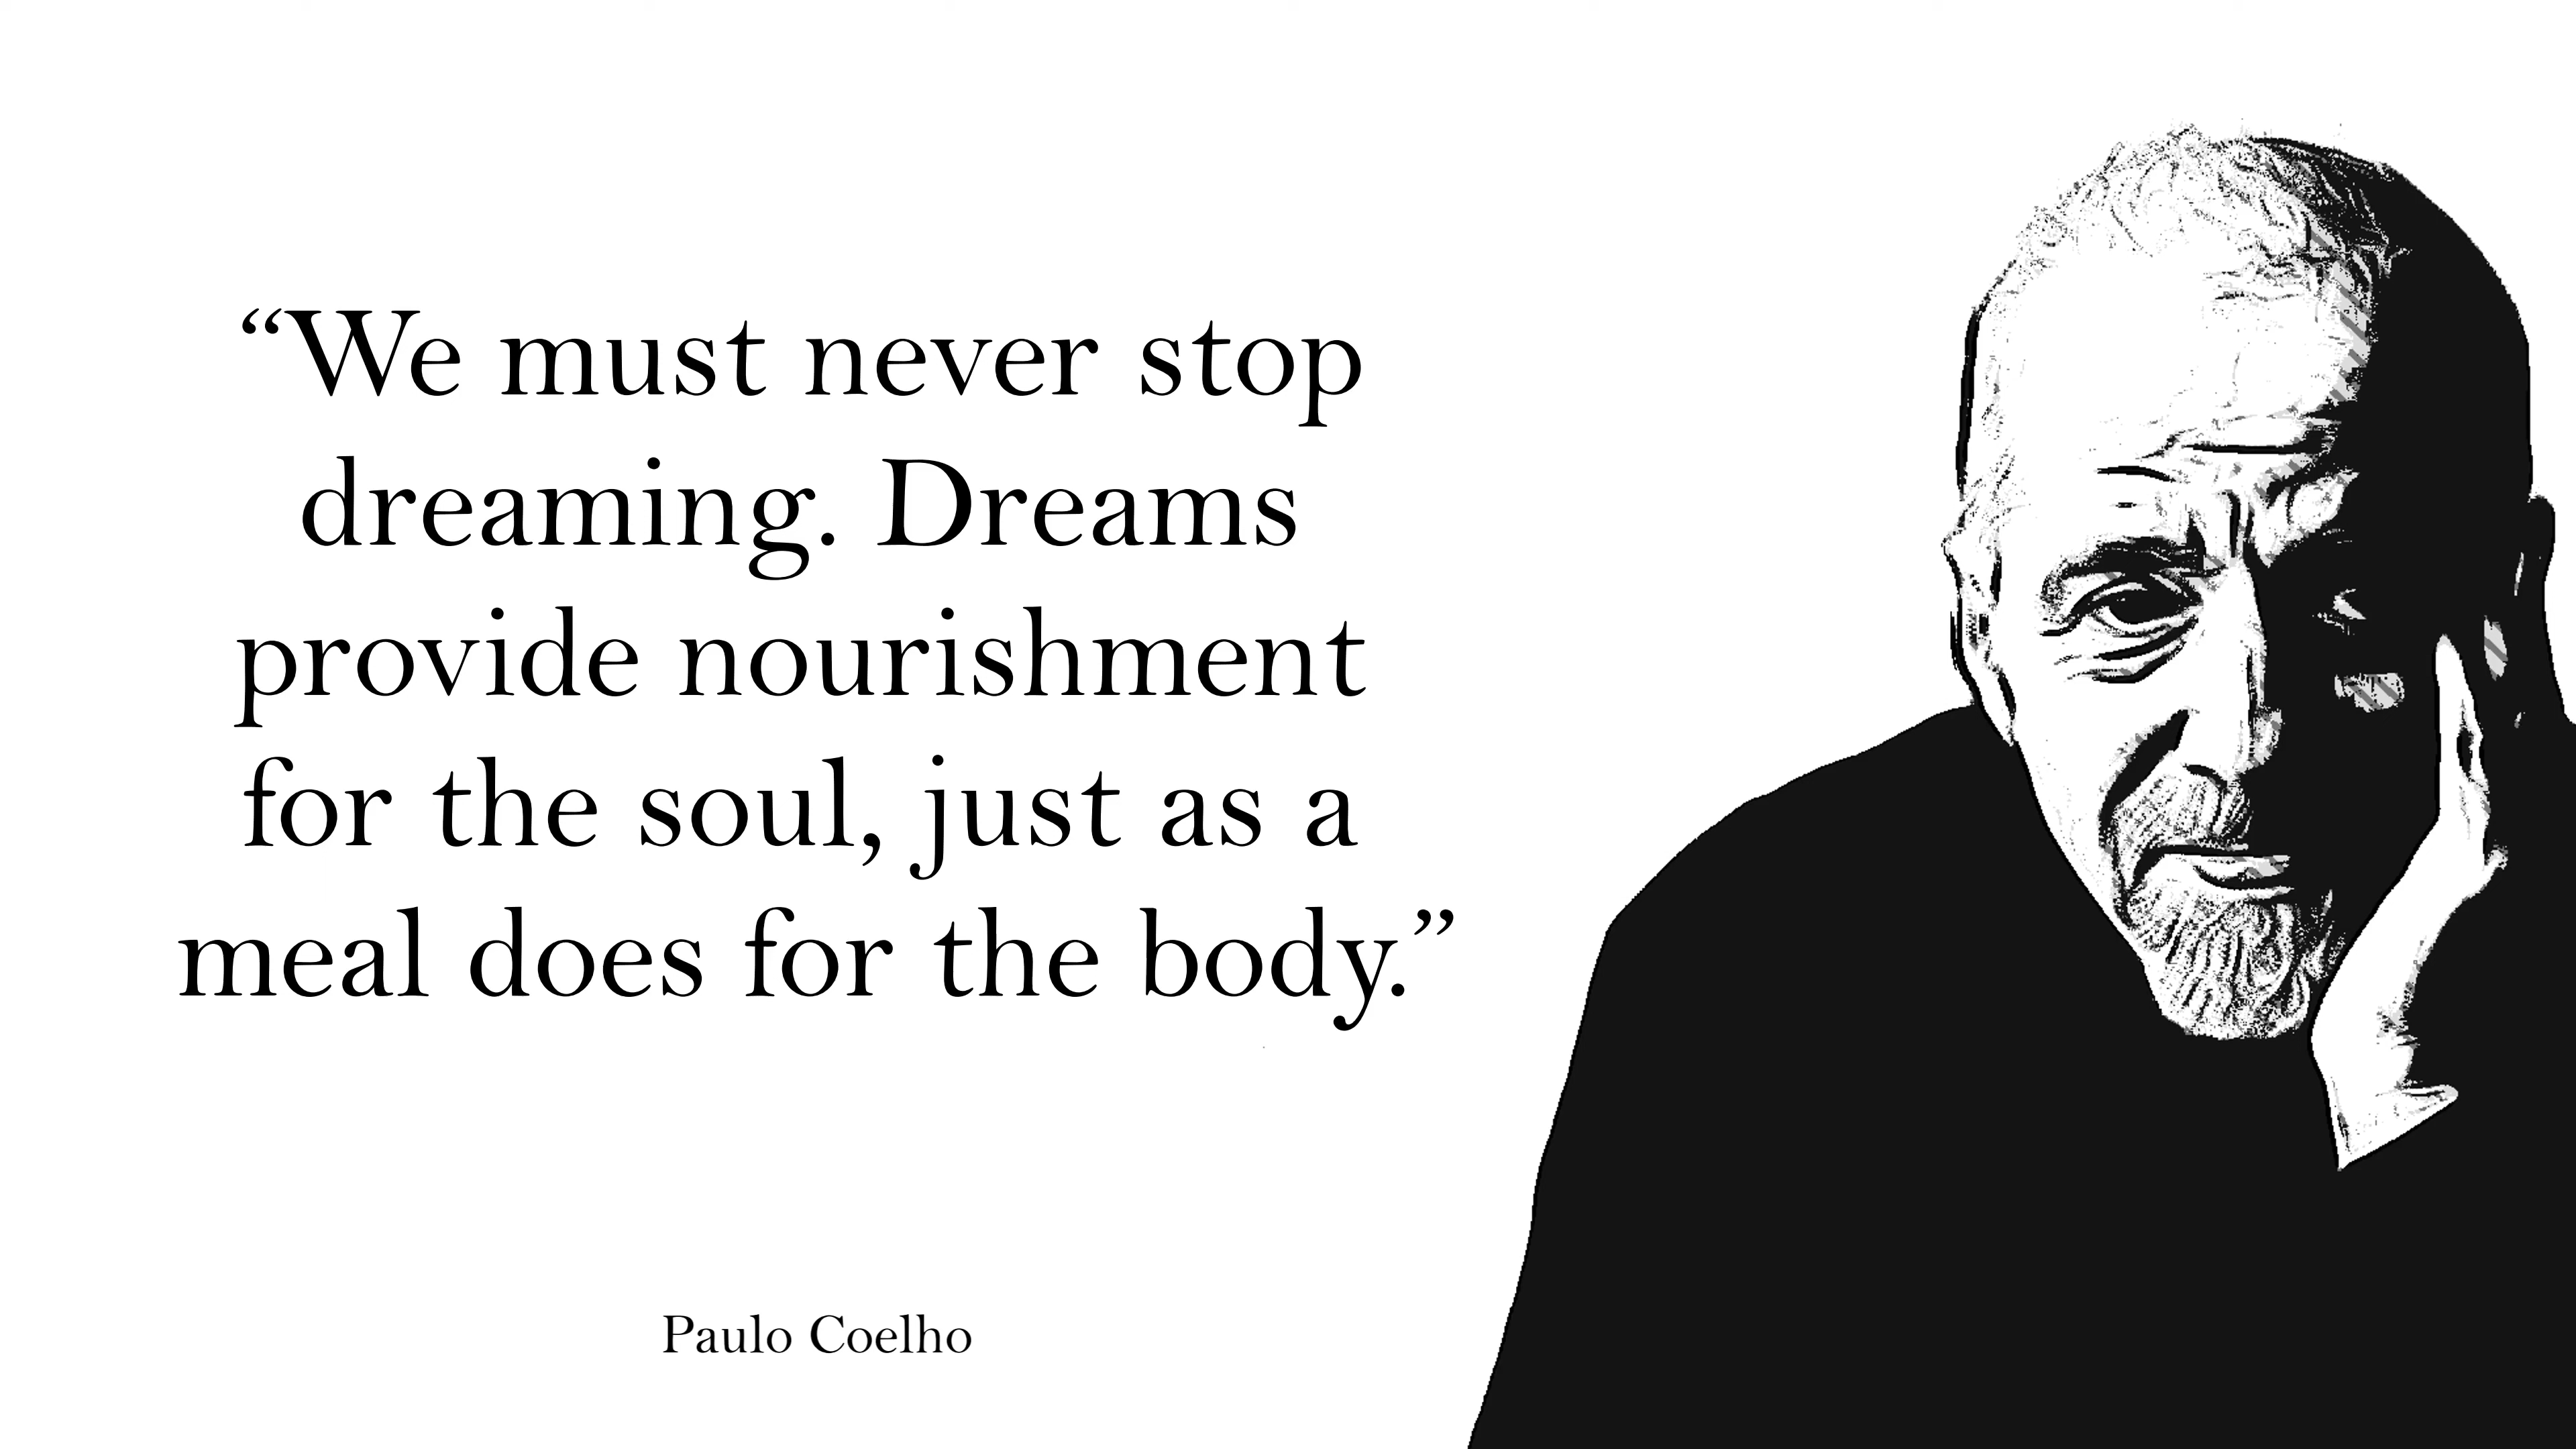 “We must never stop
dreaming. Dreams
provide nourishment
for the soul, just as a
meal does for the body.”
Paulo Coelho